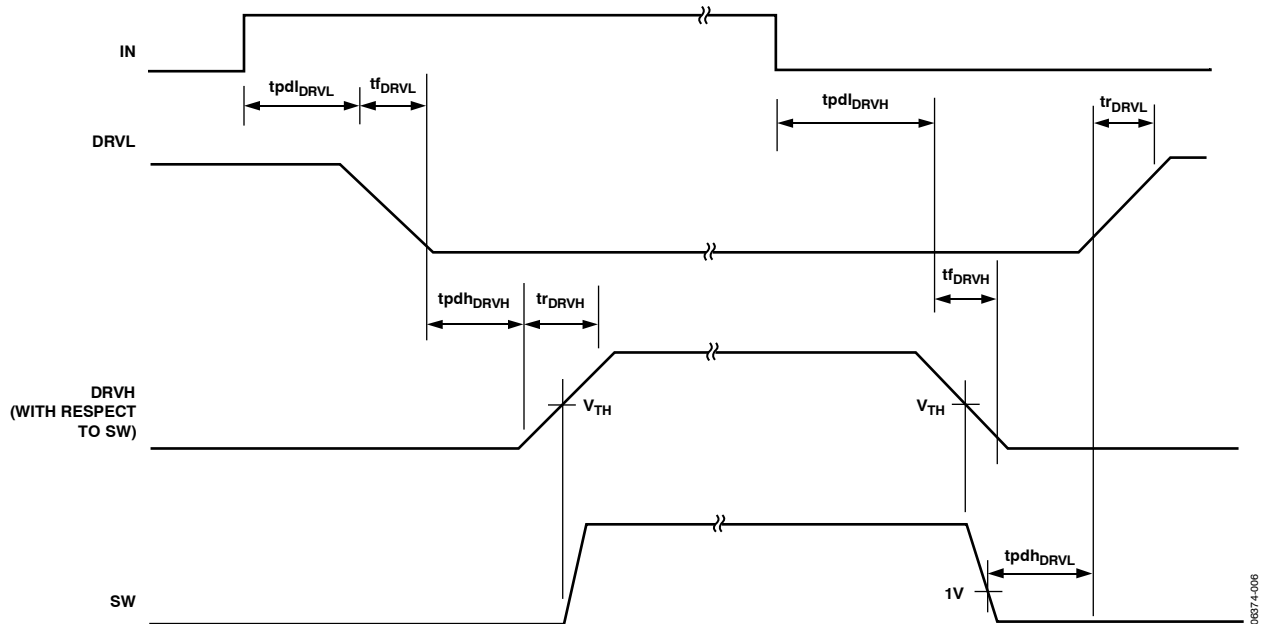 IN
tpdlDRVL
tfDRVL
tpdlDRVH
trDRVL
DRVL
tfDRVH
tpdhDRVH
trDRVH
DRVH
(WITH RESPECT
TO SW)
VTH
VTH
tpdhDRVL
1V
SW
06374-006